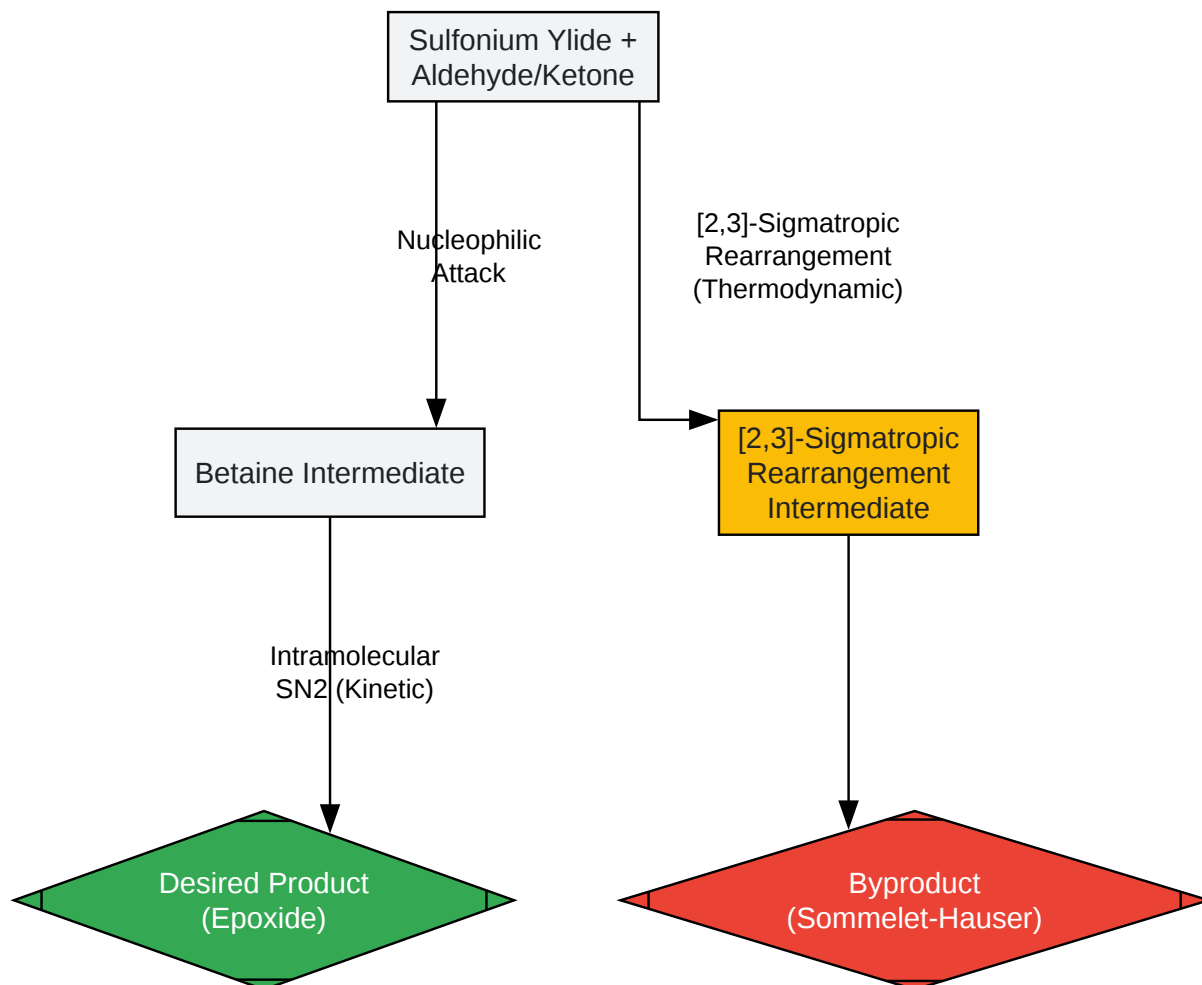 Sulfonium Ylide +
Aldehyde/Ketone
Nucleophilic
Attack
[2,3]-Sigmatropic
Rearrangement
(Thermodynamic)
Betaine Intermediate
[2,3]-Sigmatropic
Rearrangement
Intermediate
Intramolecular
SN2 (Kinetic)
Desired Product
(Epoxide)
Byproduct
(Sommelet-Hauser)